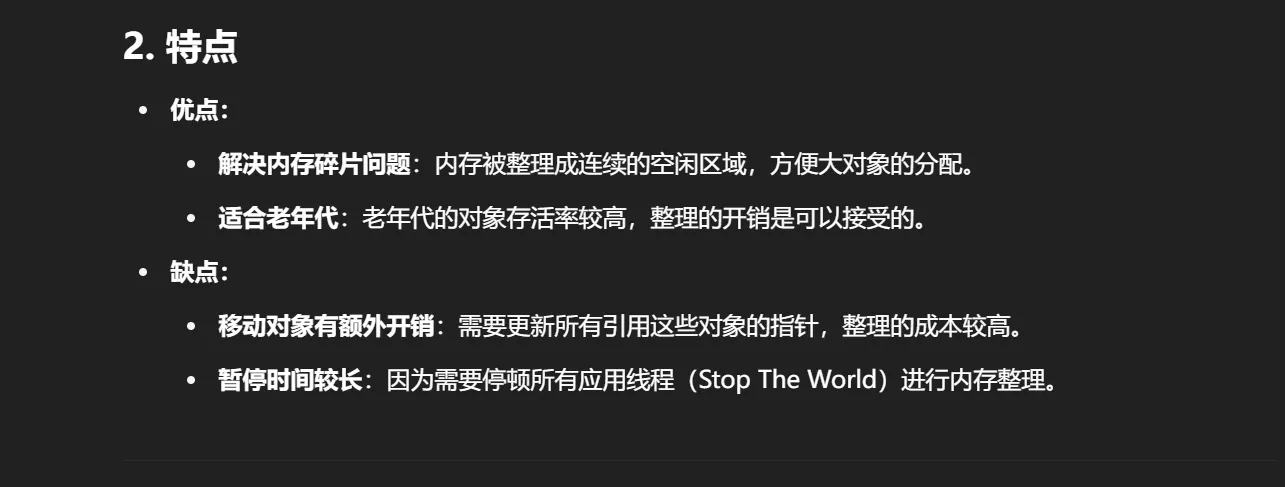 2. 特点
• 优点：
• 解决内存碎片问题：内存被整理成连续的空闲区域，方便大对象的分配。
• 适合老年代：老年代的对象存活率较高，整理的开销是可以接受的。
• 缺点：
• 移动对象有额外开销：需要更新所有引用这些对象的指针，整理的成本较高。
• 暂停时间较长：因为需要停顿所有应用线程（Stop The World）进行内存整理。